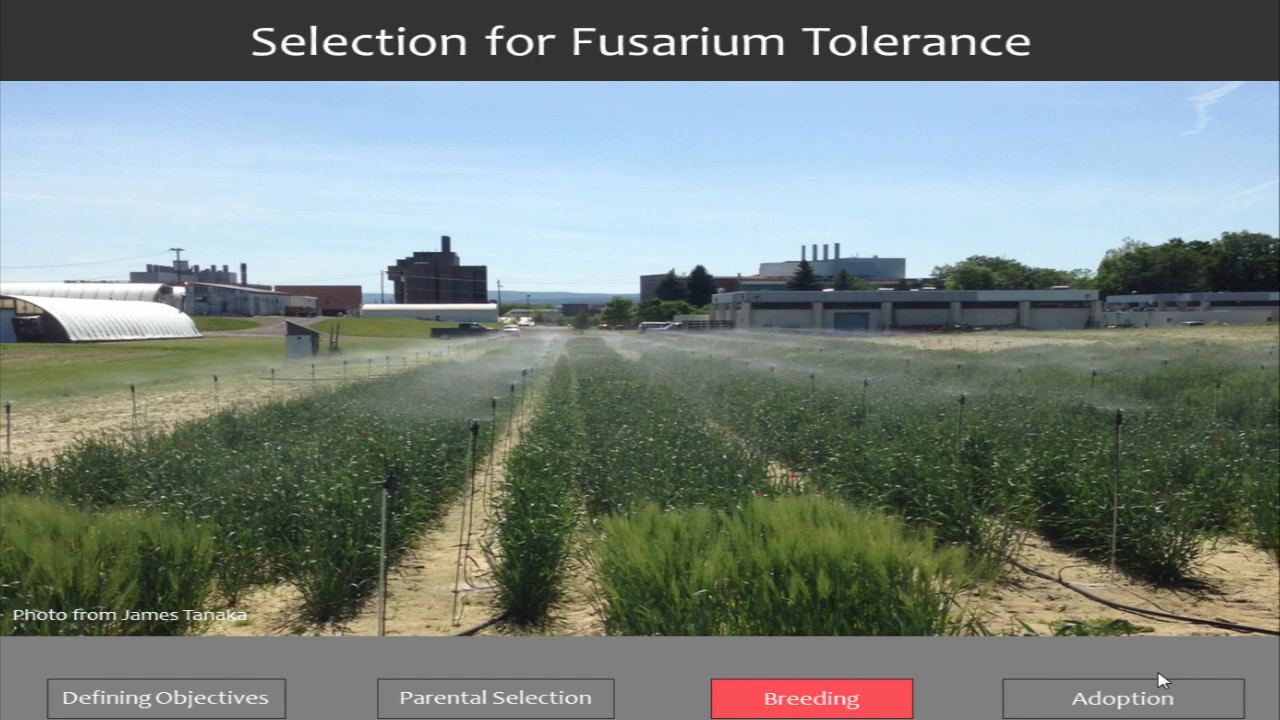 Selection for Fusarium Tolerance
Photo from James Tanaka
Defining Objectives
Parental Selection
Breeding
Adoption